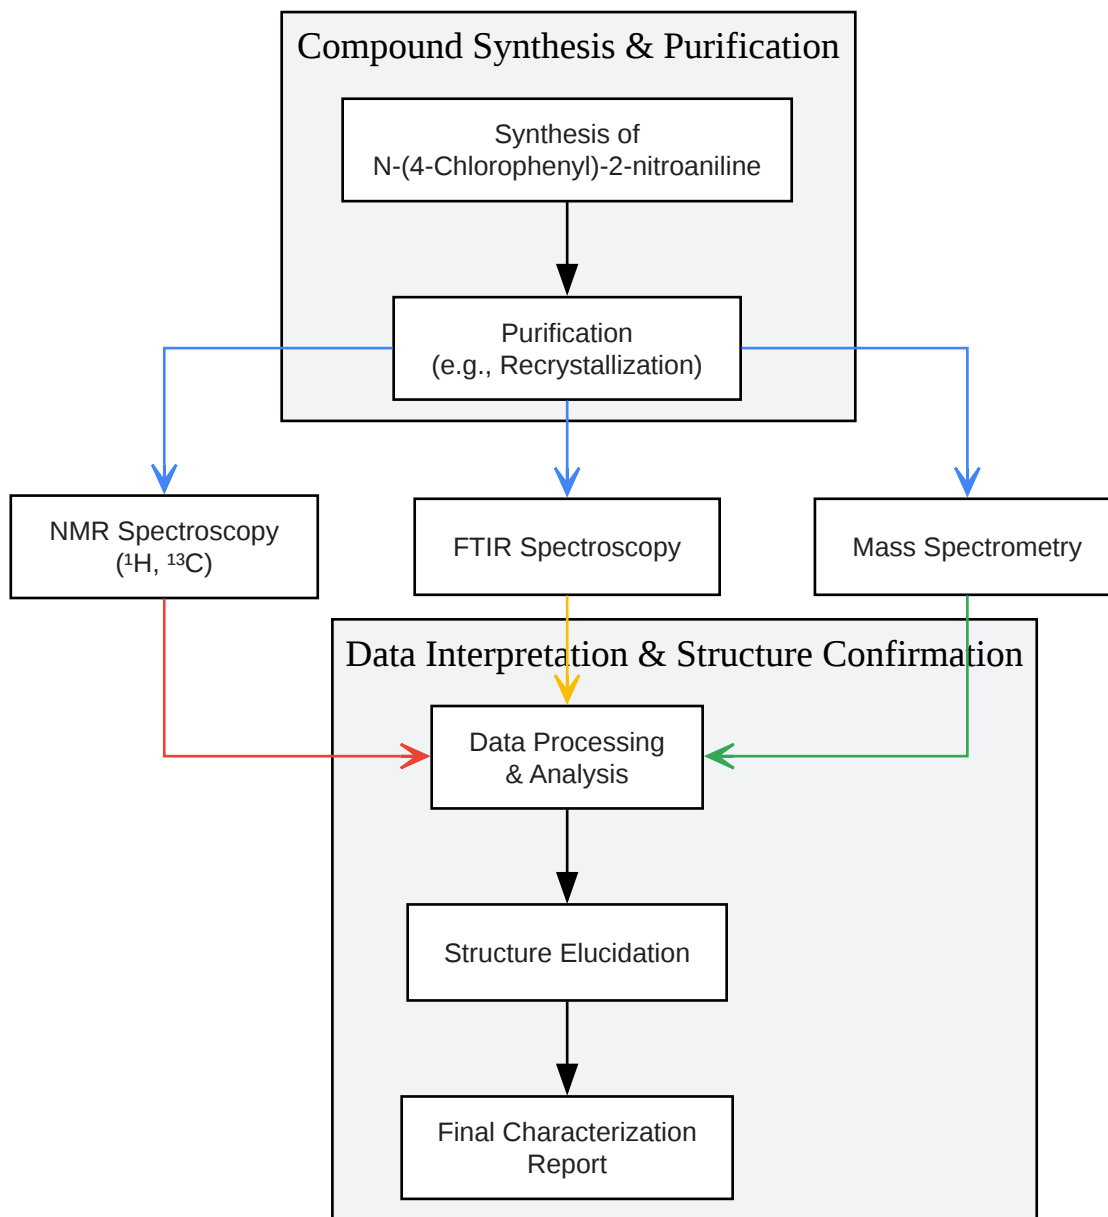 Compound Synthesis & Purification
Synthesis of
N-(4-Chlorophenyl)-2-nitroaniline
Purification
(e.g., Recrystallization)
NMR Spectroscopy
(¹H, ¹³C)
FTIR Spectroscopy
Mass Spectrometry
Data Interpretation & Structure Confirmation
Data Processing
& Analysis
Structure Elucidation
Final Characterization
Report